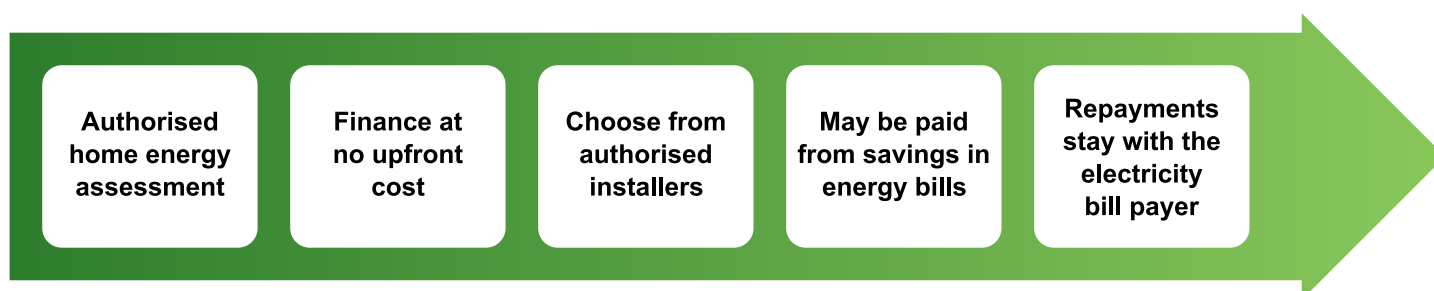 Authorised
home energy
assessment
Finance at
no upfront
cost
Choose from
authorised
installers
May be paid
from savings in
energy bills
Repayments
stay with the
electricity
bill payer